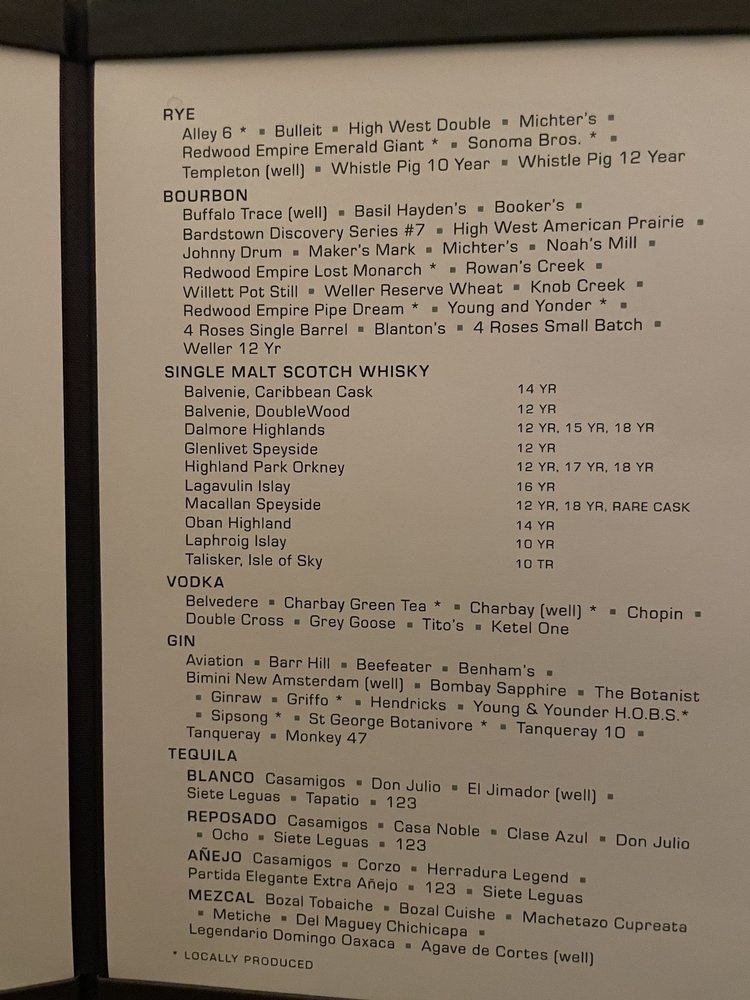 RYE
Alley 6 * ▪ Bulleit ▪ High West Double ▪ Michter's ▪
Redwood Empire Emerald Giant * ▪ Sonoma Bros. * ▪
Templeton (well) ▪ Whistle Pig 10 Year ▪ Whistle Pig 12 Year
BOURBON
Buffalo Trace (well) ▪ Basil Hayden's ▪ Booker's ▪
Bardstown Discovery Series #7 ▪ High West American Prairie ▪
Johnny Drum ▪ Maker's Mark ▪ Michter's ▪ Noah's Mill ▪
Redwood Empire Lost Monarch * ▪ Rowan's Creek ▪
Willett Pot Still ▪ Weller Reserve Wheat ▪ Knob Creek ▪
Redwood Empire Pipe Dream * ▪ Young and Yonder * ▪
4 Roses Single Barrel ▪ Blanton's ▪ 4 Roses Small Batch ▪
Weller 12 Yr
SINGLE MALT SCOTCH WHISKY
Balvenie, Caribbean Cask 14 YR
Balvenie, DoubleWood 12 YR
Dalmore Highlands 12 YR, 15 YR, 18 YR
Glenlivet Speyside 12 YR
Highland Park Orkney 12 YR, 17 YR, 18 YR
Lagavulin Islay 16 YR
Macallan Speyside 12 YR, 18 YR, RARE CASK
Oban Highland 14 YR
Laphroig Islay 10 YR
Talisker, Isle of Sky 10 TR
VODKA
Belvedere ▪ Charbay Green Tea * ▪ Charbay (well) * ▪ Chopin ▪
Double Cross ▪ Grey Goose ▪ Tito's ▪ Ketel One
GIN
Aviation ▪ Barr Hill ▪ Beefeater ▪ Benham's ▪
Bimini New Amsterdam (well) ▪ Bombay Sapphire ▪ The Botanist
▪ Ginraw ▪ Griffo * ▪ Hendricks ▪ Young & Younder H.O.B.S.*
▪ Sipsong * ▪ St George Botanivore * ▪ Tanqueray 10 ▪
Tanqueray ▪ Monkey 47
TEQUILA
BLANCO Casamigos ▪ Don Julio ▪ El Jimador (well) ▪
Siete Leguas ▪ Tapatio ▪ 123
REPOSADO Casamigos ▪ Casa Noble ▪ Clase Azul ▪ Don Julio
▪ Ocho ▪ Siete Leguas ▪ 123
AÑEJO Casamigos ▪ Corzo ▪ Herradura Legend ▪
Partida Elegante Extra Añejo ▪ 123 ▪ Siete Leguas
MEZCAL Bozal Tobaiche ▪ Bozal Cuishe ▪ Machetazo Cupreata
▪ Metiche ▪ Del Maguey Chichicapa ▪
Legendario Domingo Oaxaca ▪ Agave de Cortes (well)
* LOCALLY PRODUCED